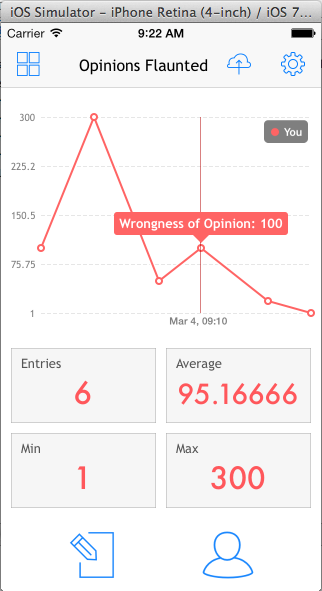 iOS Simulator – iPhone Retina (4-inch) / iOS 7...
Carrier 9:22 AM
Opinions Flaunted
300
You
225.2
150.5
Wrongness of Opinion: 100
75.75
1
Mar 4, 09:10
Entries
6
Average
95.16666
Min
1
Max
300